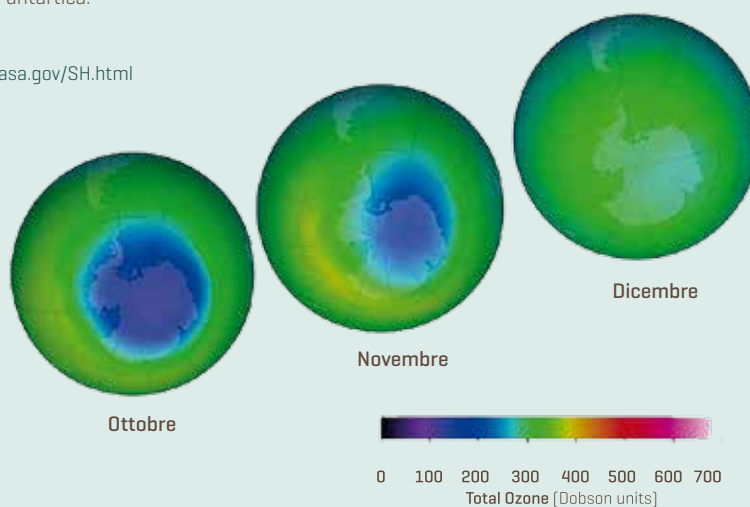 antartica.
asa.gov/SH.html
Dicembre
Novembre
Ottobre
0 100 200 300 400 500 600 700
Total Ozone (Dobson units)